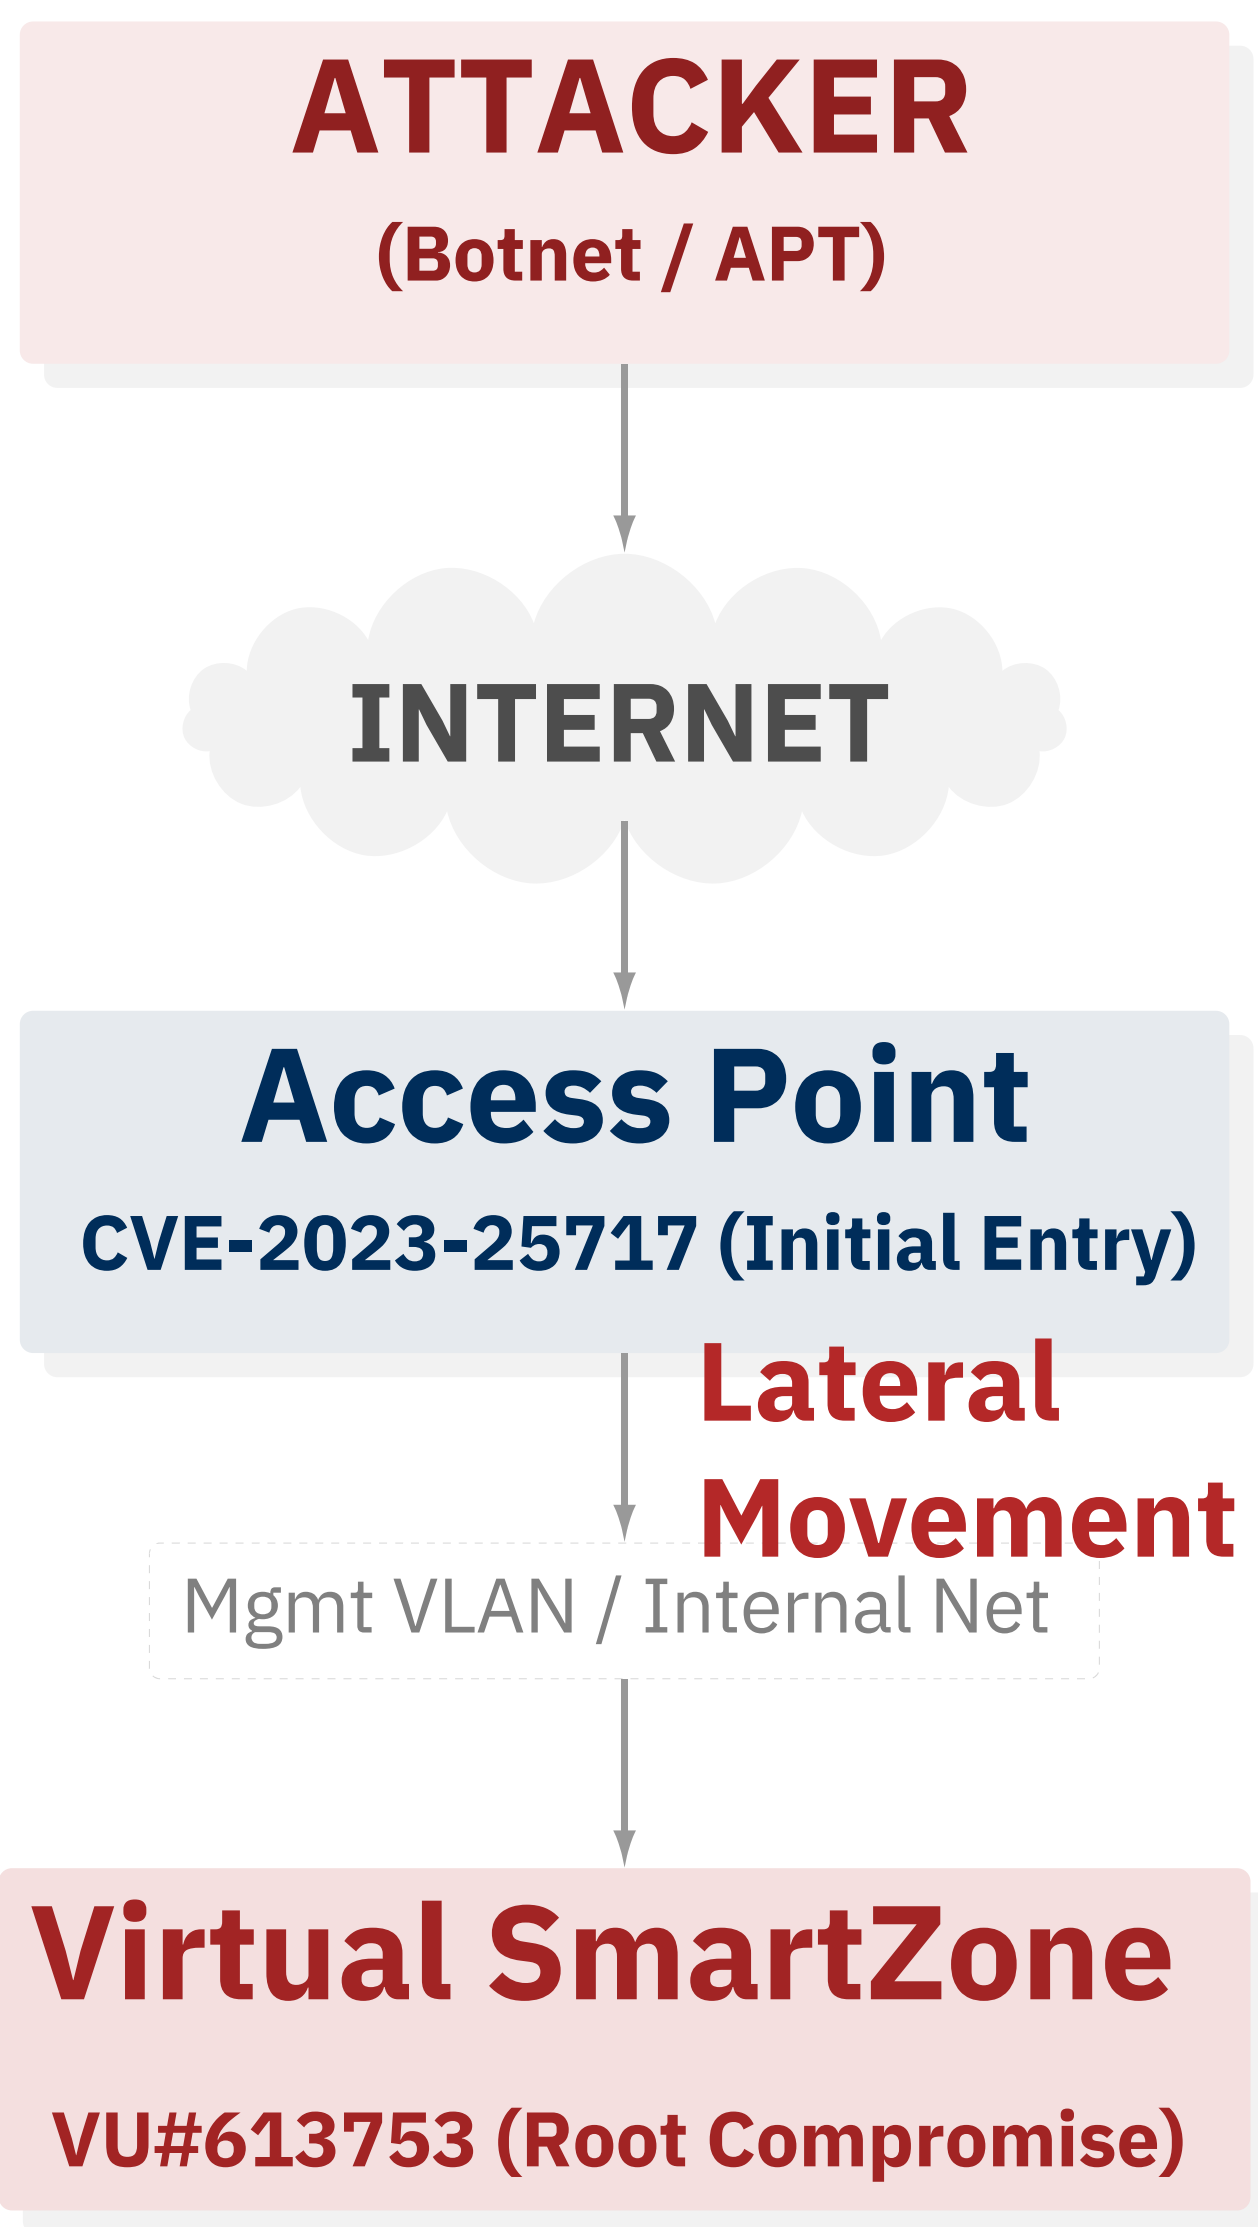 ATTACKER
(Botnet / APT)
INTERNET
Access Point
CVE-2023-25717 (Initial Entry)
Lateral
Movement
Mgmt VLAN / Internal Net
Virtual SmartZone
VU#613753 (Root Compromise)